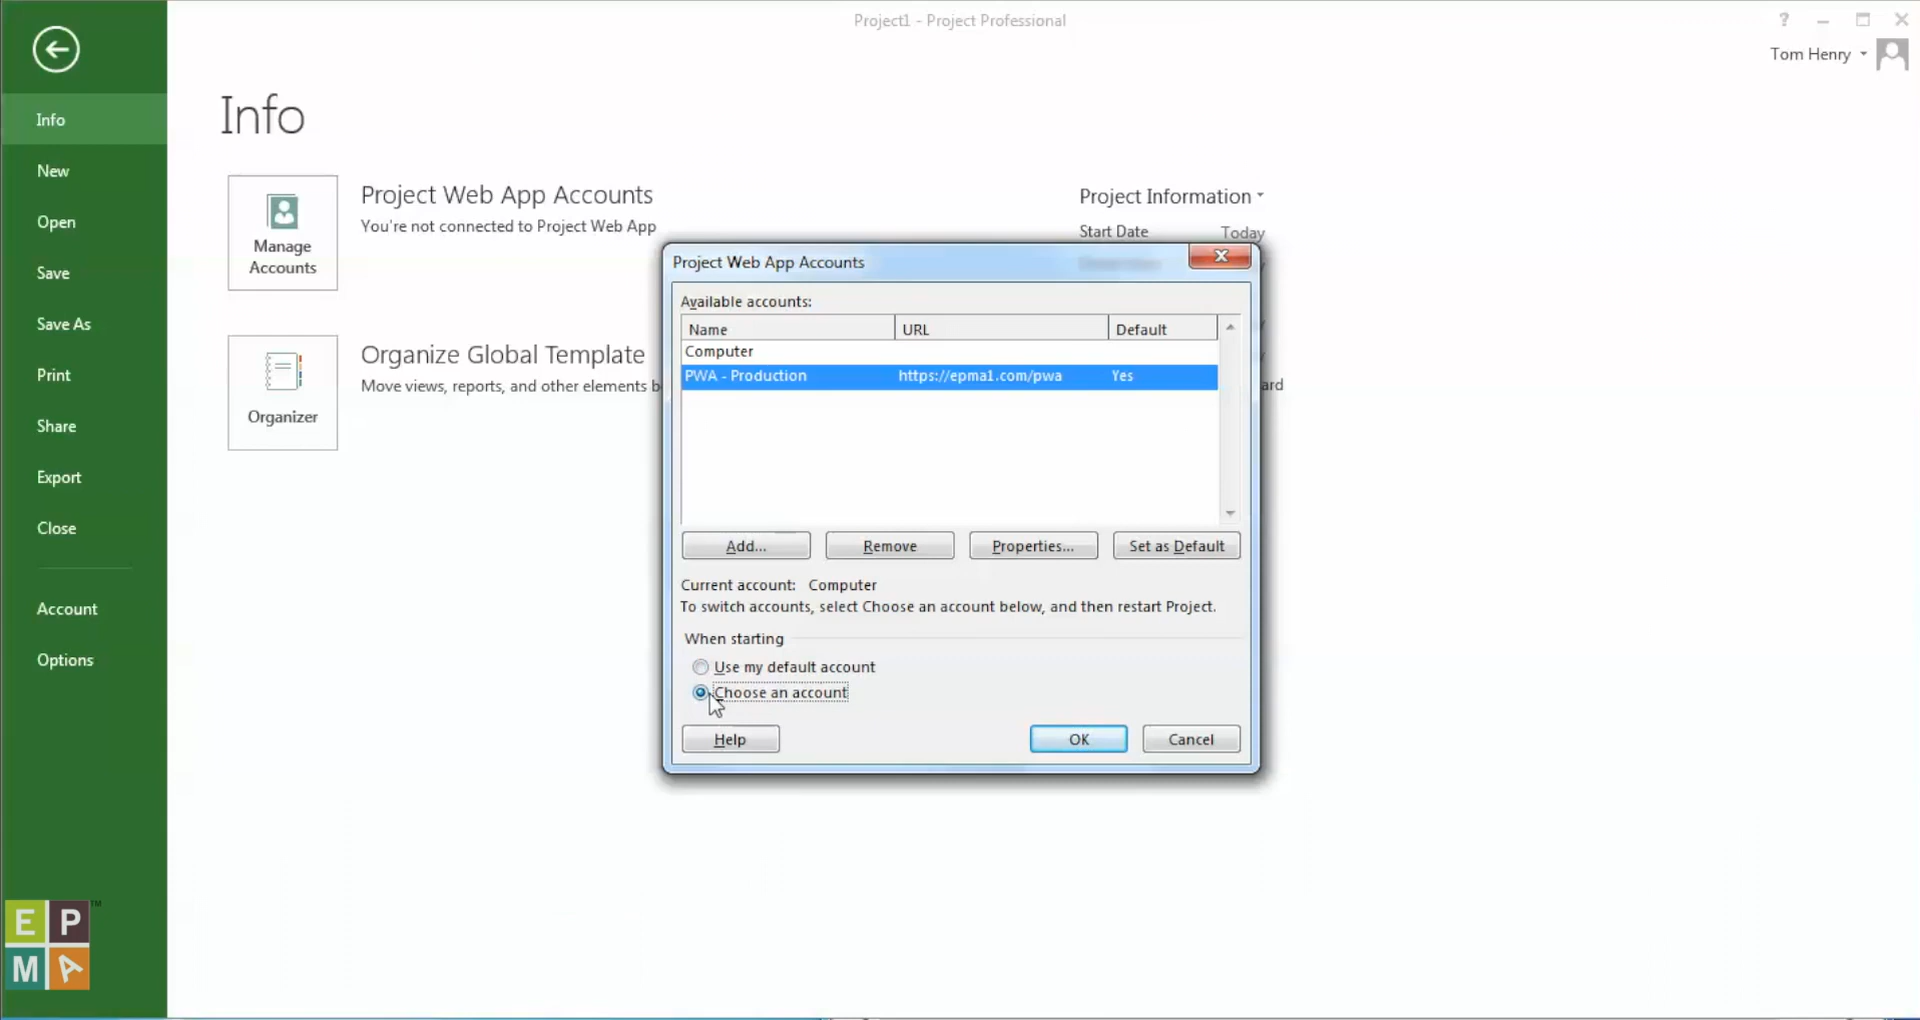 Project1 - Project Professional
?
Tom Henry
Info
New
Open
Save
Save As
Print
Share
Export
Close
Account
Options
Info
Manage
Accounts
Project Web App Accounts
You're not connected to Project Web App
Organizer
Organize Global Template
Move views, reports, and other elements b
Project Information
Start Date Today
ard
Project Web App Accounts
Available accounts:
Name URL Default
Computer
PWA - Production https://epma1.com/pwa Yes
Add... Remove Properties... Set as Default
Current account: Computer
To switch accounts, select Choose an account below, and then restart Project.
When starting
Use my default account
Choose an account
Help OK Cancel
E P TM
M A